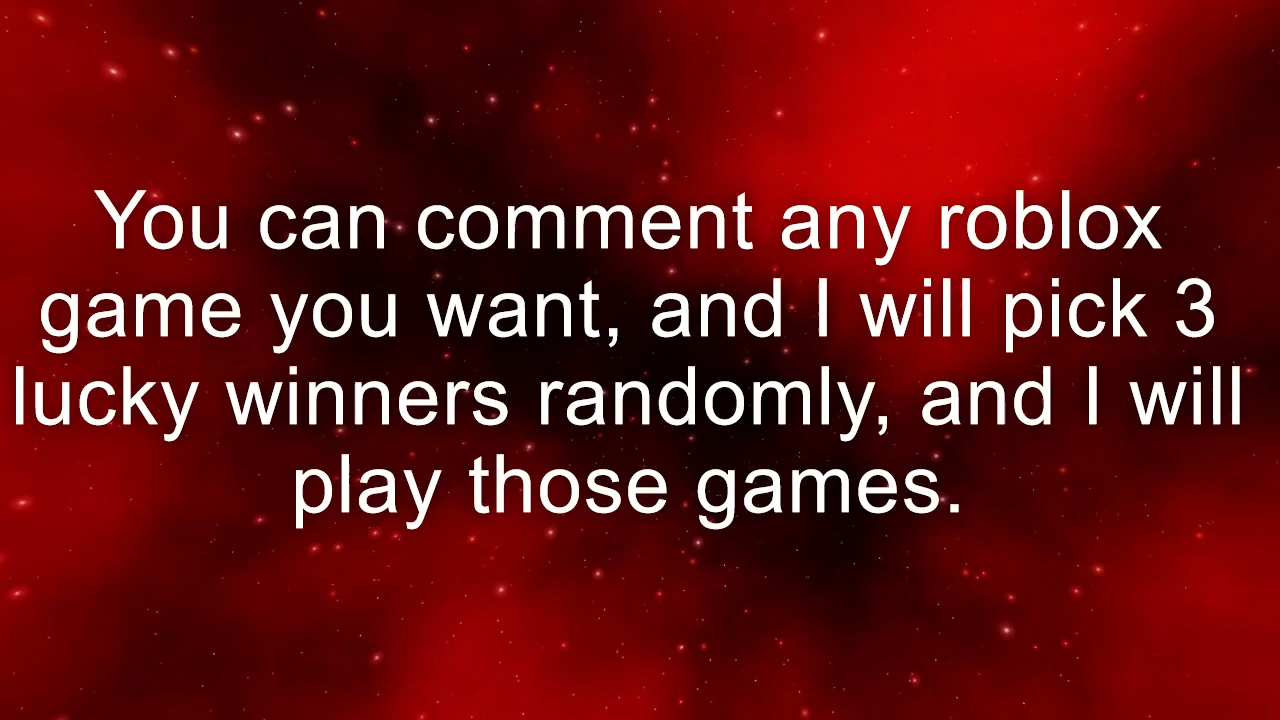 You can comment any roblox
game you want, and I will pick 3
lucky winners randomly, and I will
play those games.